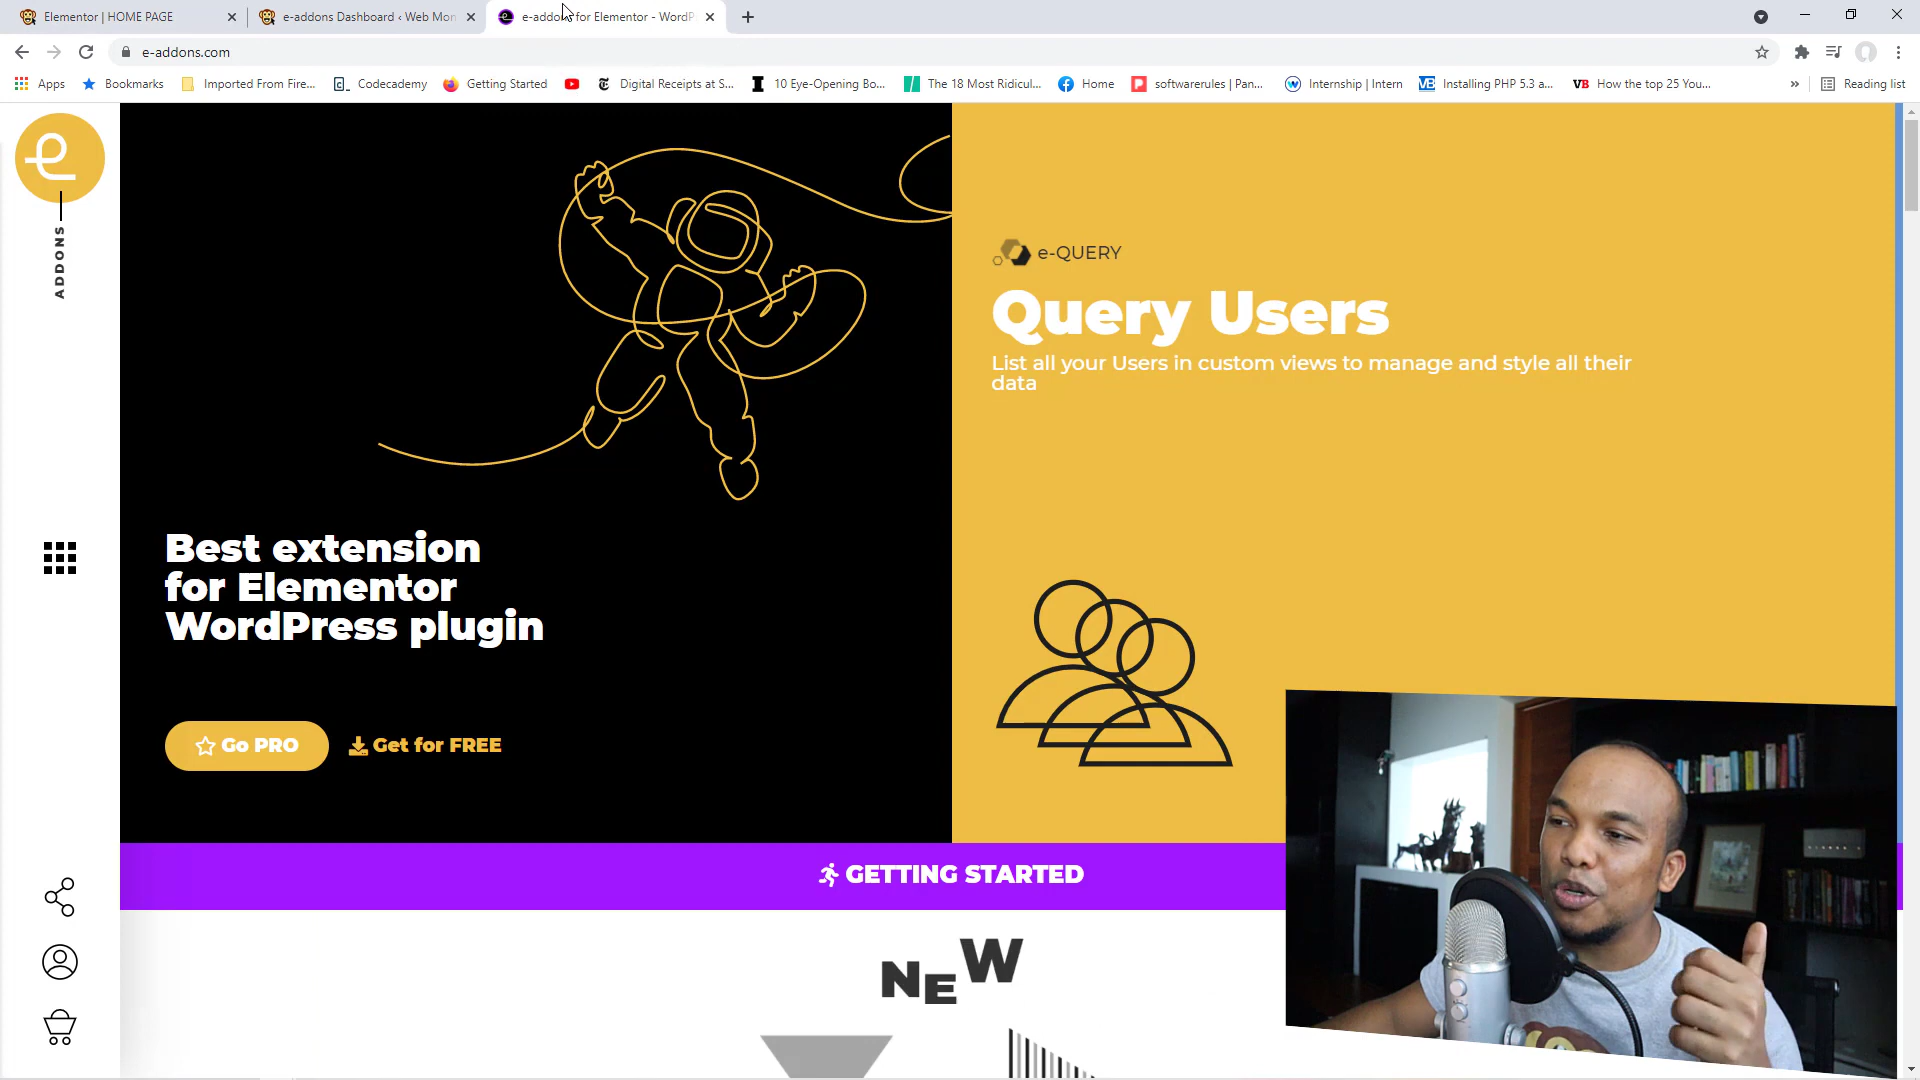 Elementor | HOME PAGE
e-addons Dashboard ‹ Web Mon
e-addo for Elementor - WordP
e-addons.com
Apps
Bookmarks
Imported From Fire...
Codecademy
Getting Started
Digital Receipts at S...
10 Eye-Opening Bo...
The 18 Most Ridicul...
Home
softwarerules | Pan...
Internship | Intern
Installing PHP 5.3 a...
How the top 25 You...
»
Reading list
ADDONS
e-QUERY
Query Users
List all your Users in custom views to manage and style all their
data
Best extension
for Elementor
WordPress plugin
Go PRO
Get for FREE
GETTING STARTED
NEW